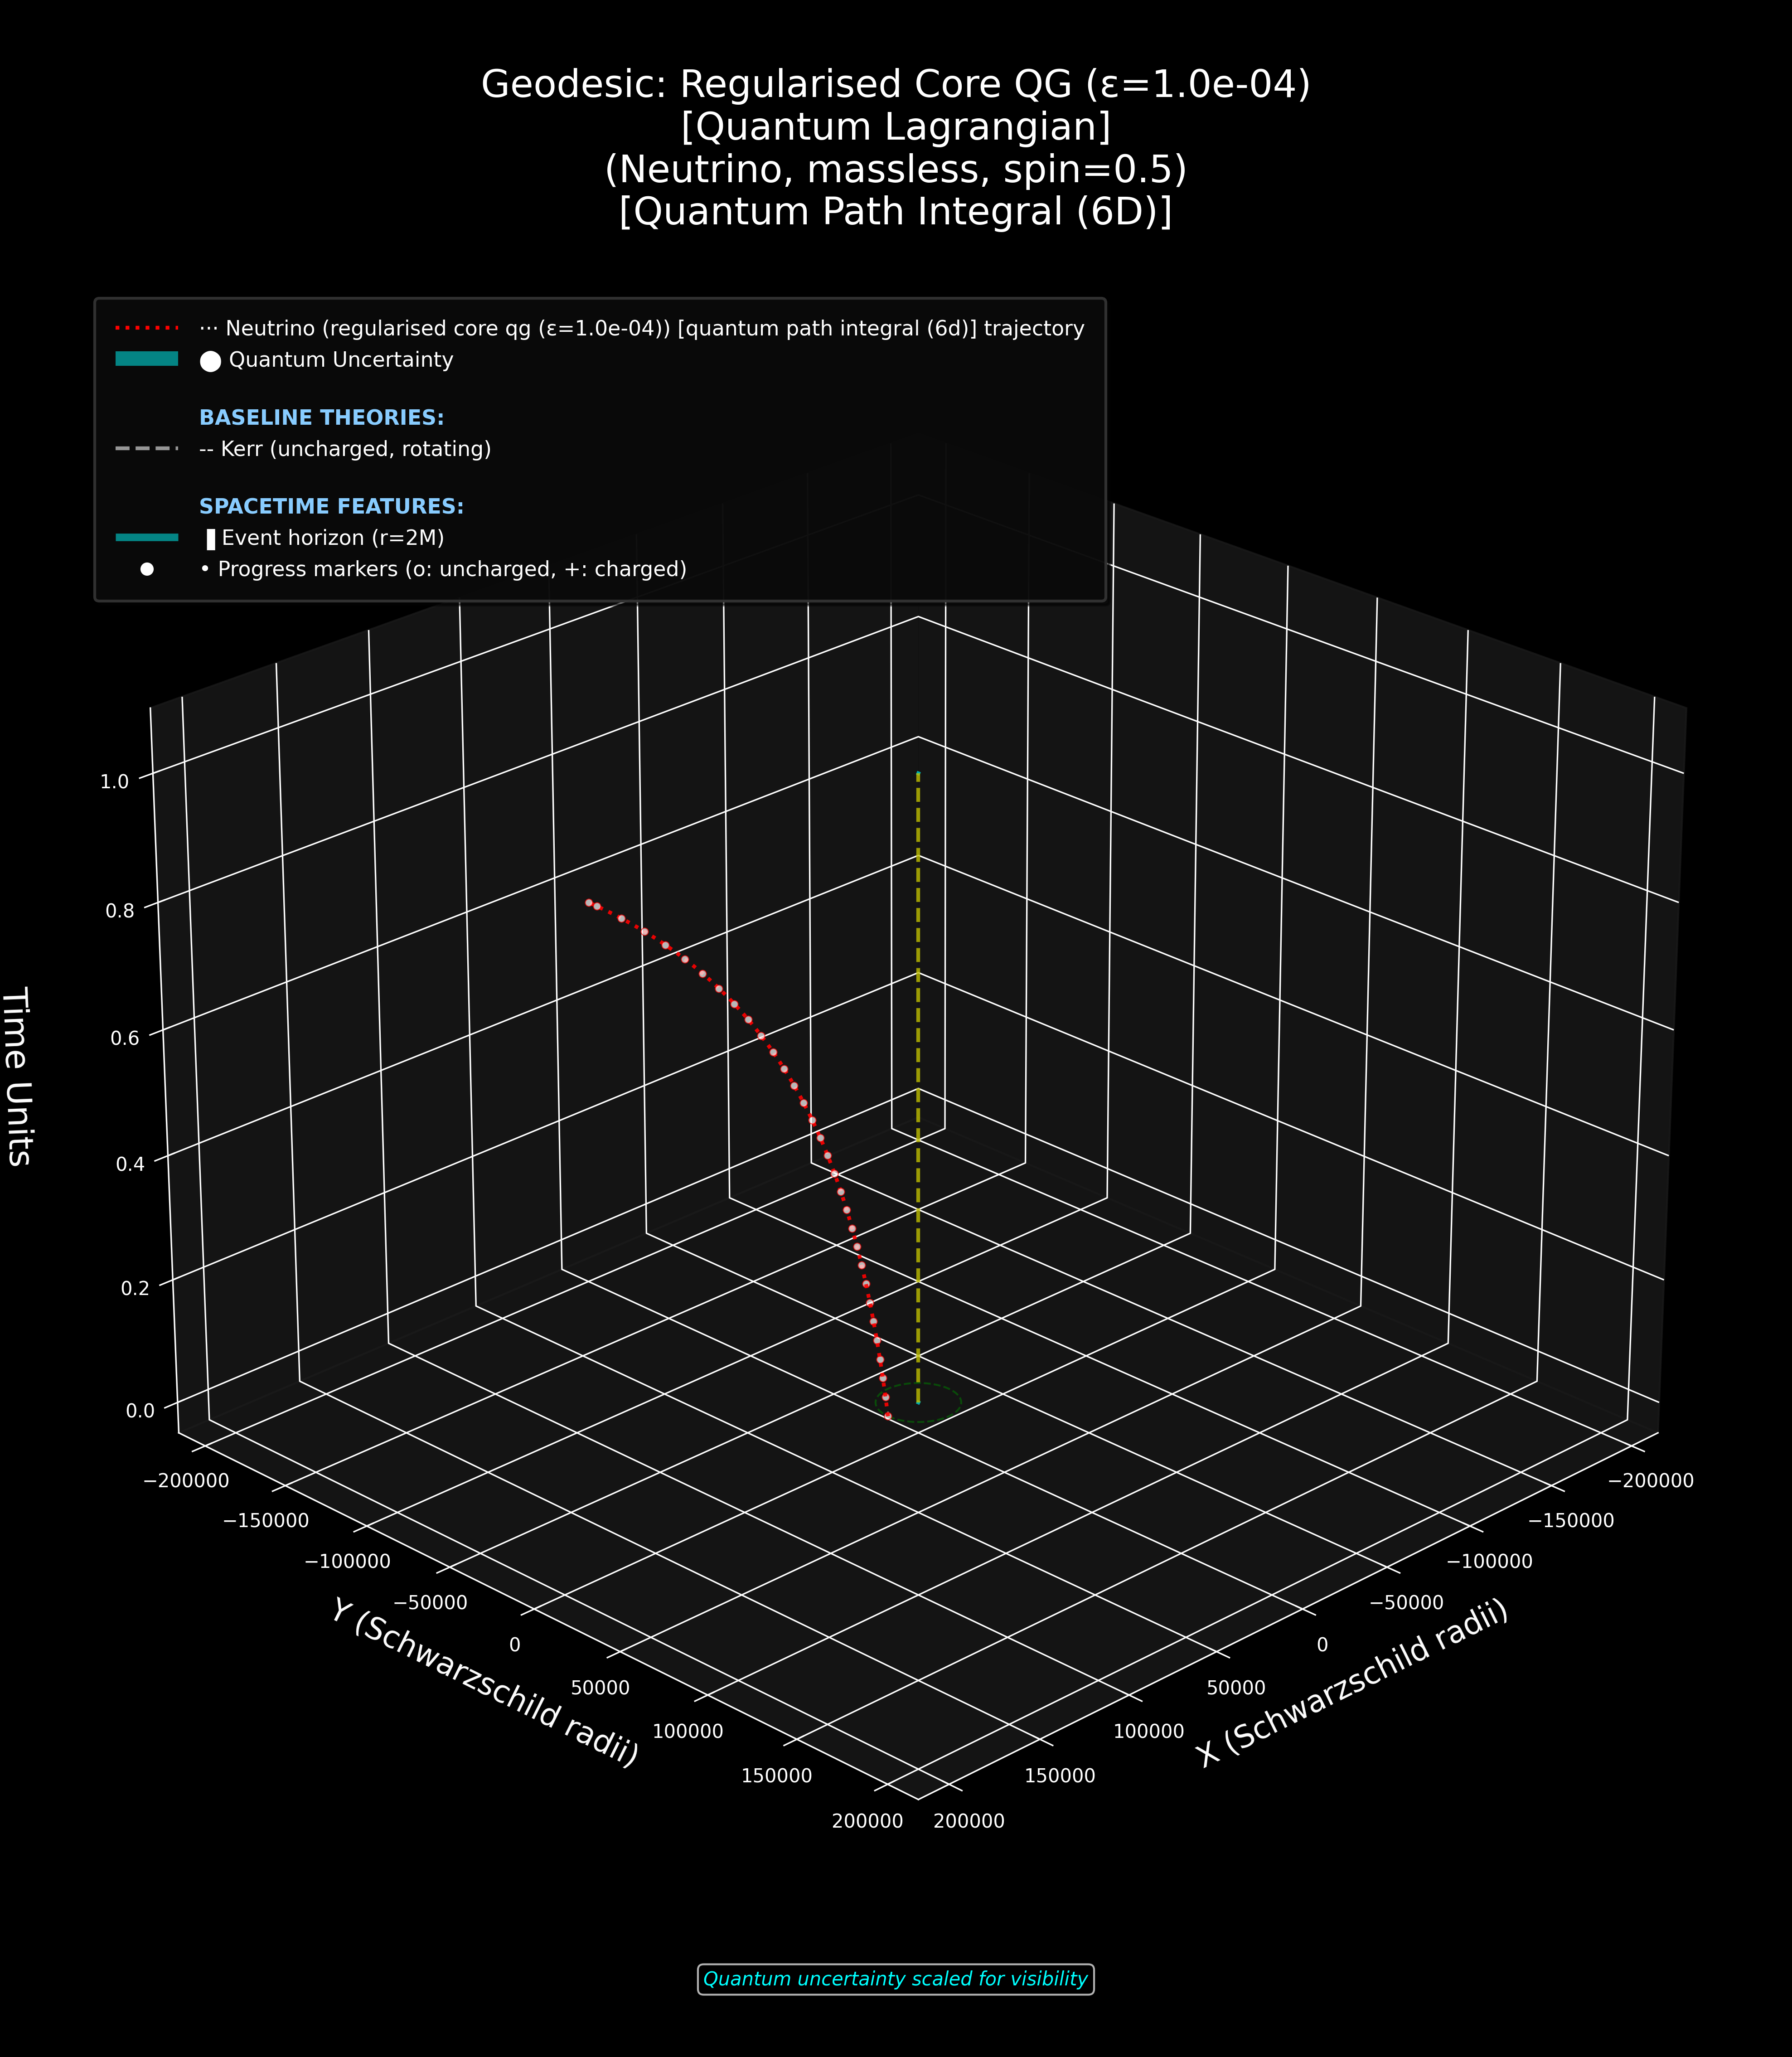 Geodesic: Regularised Core QG (ε=1.0e-04)
[Quantum Lagrangian]
(Neutrino, massless, spin=0.5)
[Quantum Path Integral (6D)]
··· Neutrino (regularised core qg (ε=1.0e-04)) [quantum path integral (6d)] trajectory
● Quantum Uncertainty
BASELINE THEORIES:
-- Kerr (uncharged, rotating)
SPACETIME FEATURES:
▐ Event horizon (r=2M)
• Progress markers (o: uncharged, +: charged)
1.0
0.8
0.6
0.4
0.2
0.0
Time Units
−200000
−150000
−100000
−50000
0
50000
100000
150000
200000
Y (Schwarzschild radii)
−200000
−150000
−100000
−50000
0
50000
100000
150000
200000
X (Schwarzschild radii)
Quantum uncertainty scaled for visibility